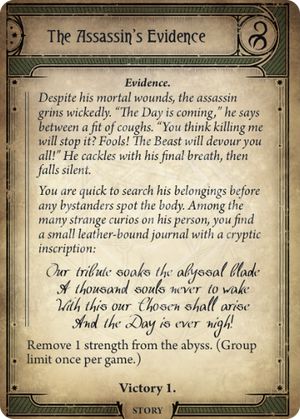 The Assassin's Evidence
Evidence.
Despite his mortal wounds, the assassin
grins wickedly. "The Day is coming," he says
between a fit of coughs. "You think killing me
will stop it? Fools! The Beast will devour you
all!" He cackles with his final breath, then
falls silent.
You are quick to search his belongings before
any bystanders spot the body. Among the
many strange curios on his person, you find
a small leather-bound journal with a cryptic
inscription:
Our tribute soaks the abyssal blade
A thousand souls never to wake
With this our Chosen shall arise
And the Day is ever nigh!
Remove 1 strength from the abyss. (Group
limit once per game.)
Victory 1.
STORY